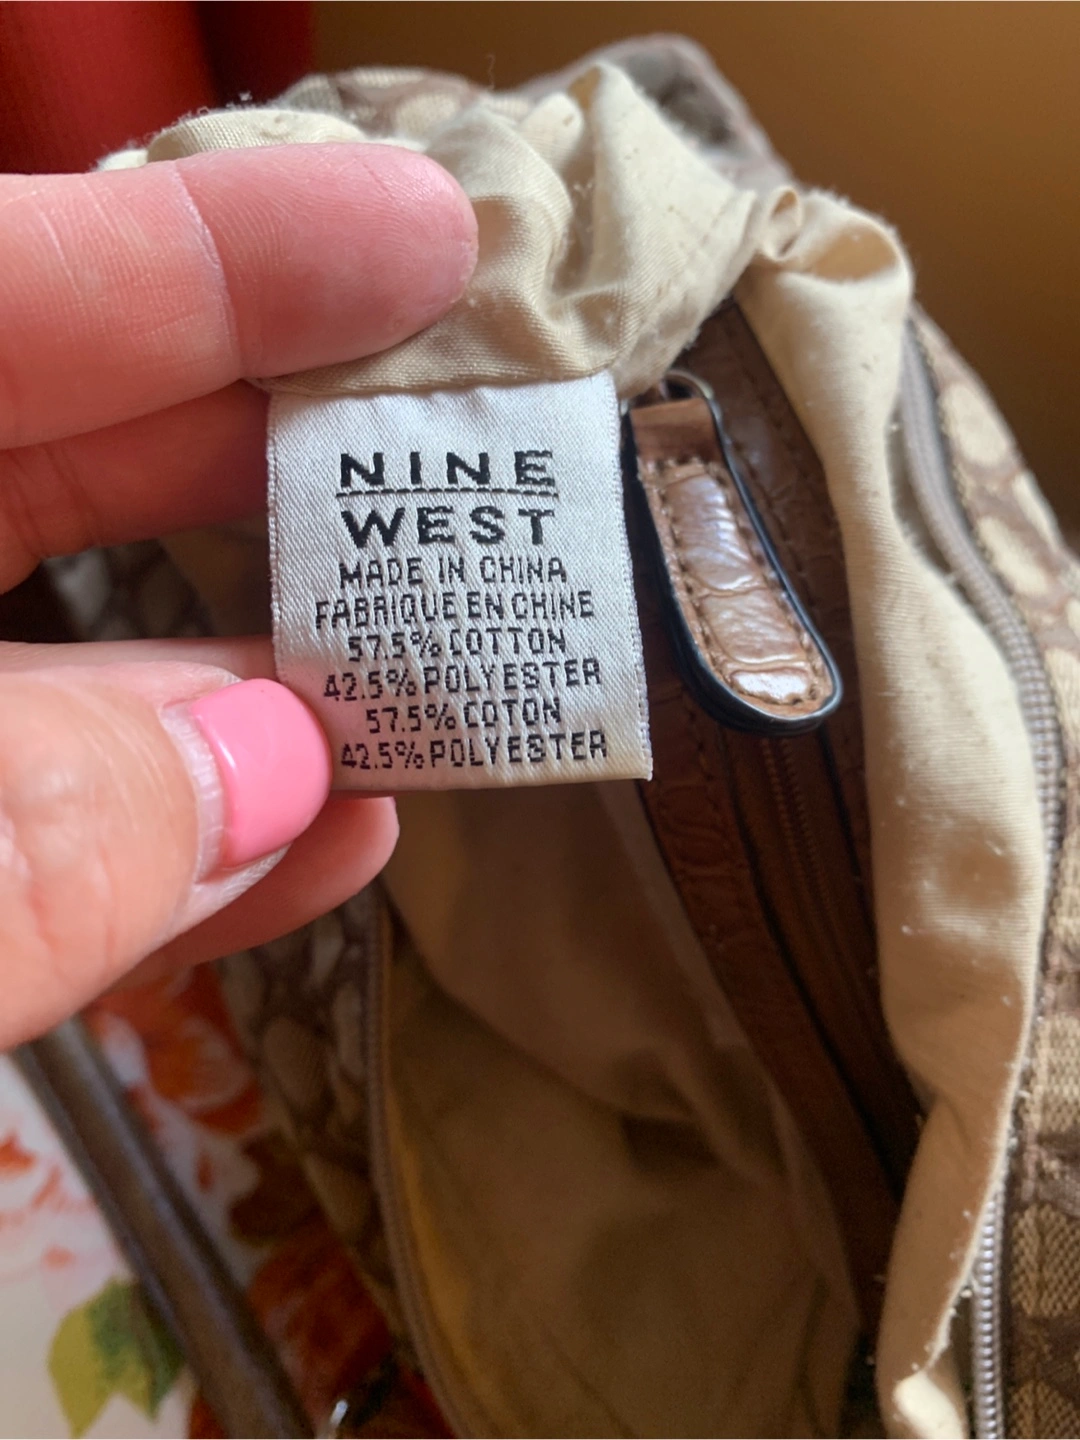 NINE
WEST
MADE IN CHINA
FABRIQUE EN CHINE
57.5% COTTON
42.5% POLYESTER
57.5% COTON
42.5% POLYESTER